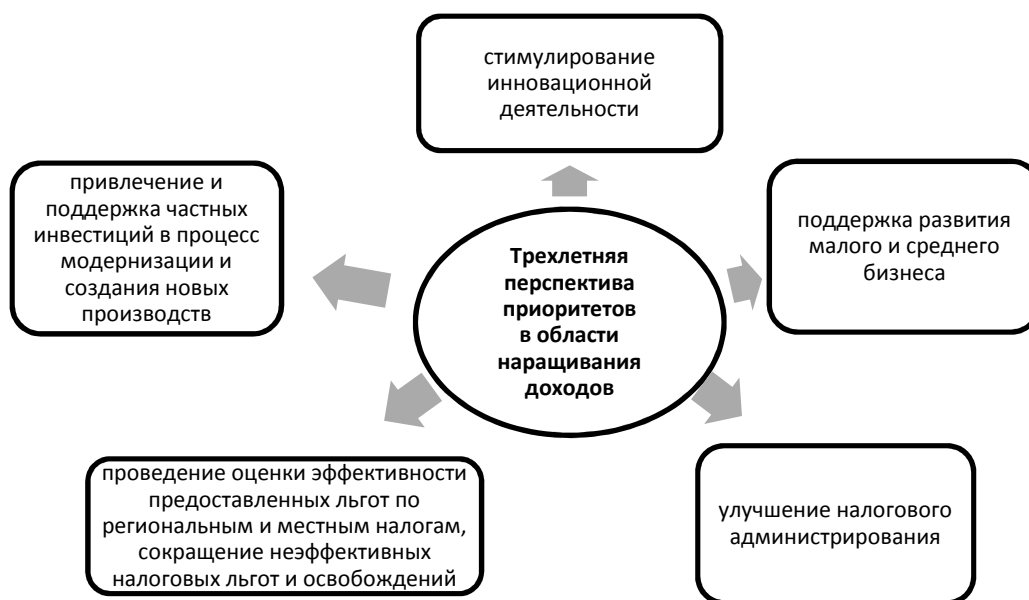 стимулирование
инновационной
деятельности
привлечение и
поддержка частных
инвестиций в процесс
модернизации и
создания новых
производств
поддержка развития
малого и среднего
бизнеса
Трехлетняя
перспектива
приоритетов
в области
наращивания
доходов
проведение оценки эффективности
предоставленных льгот по
региональным и местным налогам,
сокращение неэффективных
налоговых льгот и освобождений
улучшение налогового
администрирования